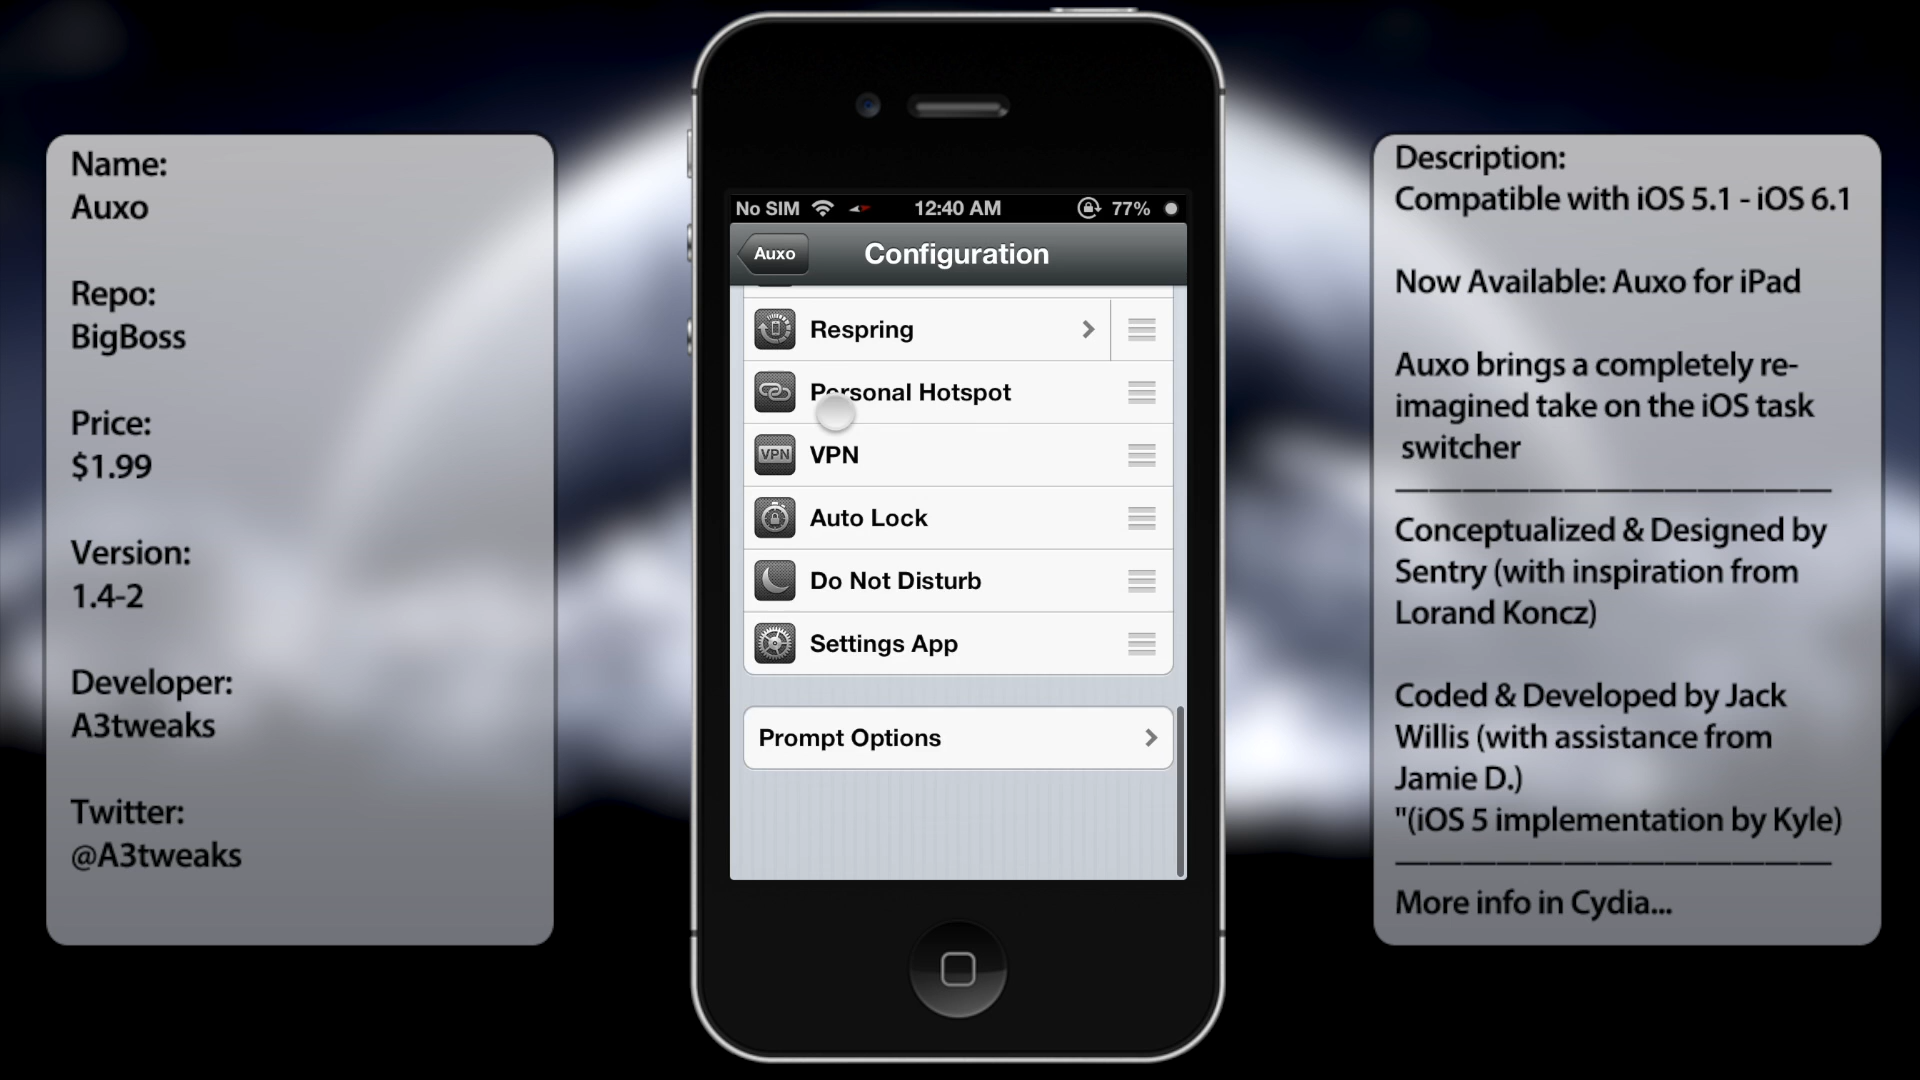 Name:
Auxo
Repo:
BigBoss
Price:
$1.99
Version:
1.4-2
Developer:
A3tweaks
Twitter:
@A3tweaks
No SIM 12:40 AM 77%
Auxo Configuration
Respring
Personal Hotspot
VPN VPN
Auto Lock
Do Not Disturb
Settings App
Prompt Options
Description:
Compatible with iOS 5.1 - iOS 6.1
Now Available: Auxo for iPad
Auxo brings a completely re-
imagined take on the iOS task
switcher
Conceptualized & Designed by
Sentry (with inspiration from
Lorand Koncz)
Coded & Developed by Jack
Willis (with assistance from
Jamie D.)
"(iOS 5 implementation by Kyle)
More info in Cydia...